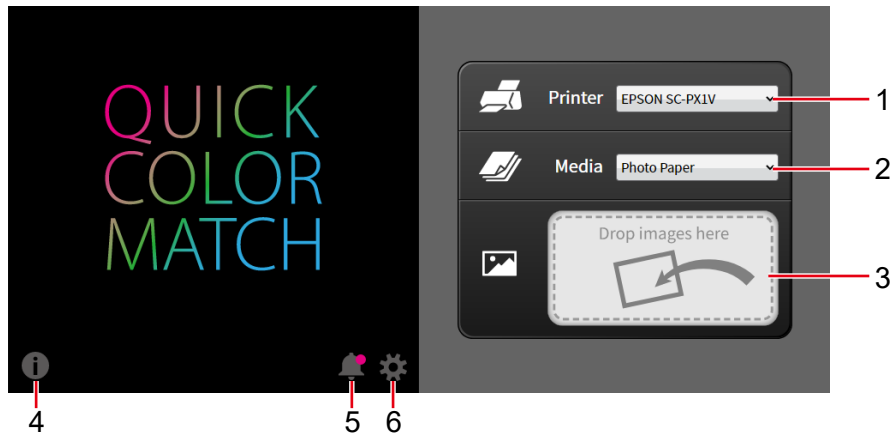 QUICK
COLOR
MATCH
Printer EPSON SC-PX1V
Media Photo Paper
Drop images here
1
2
3
4 5 6